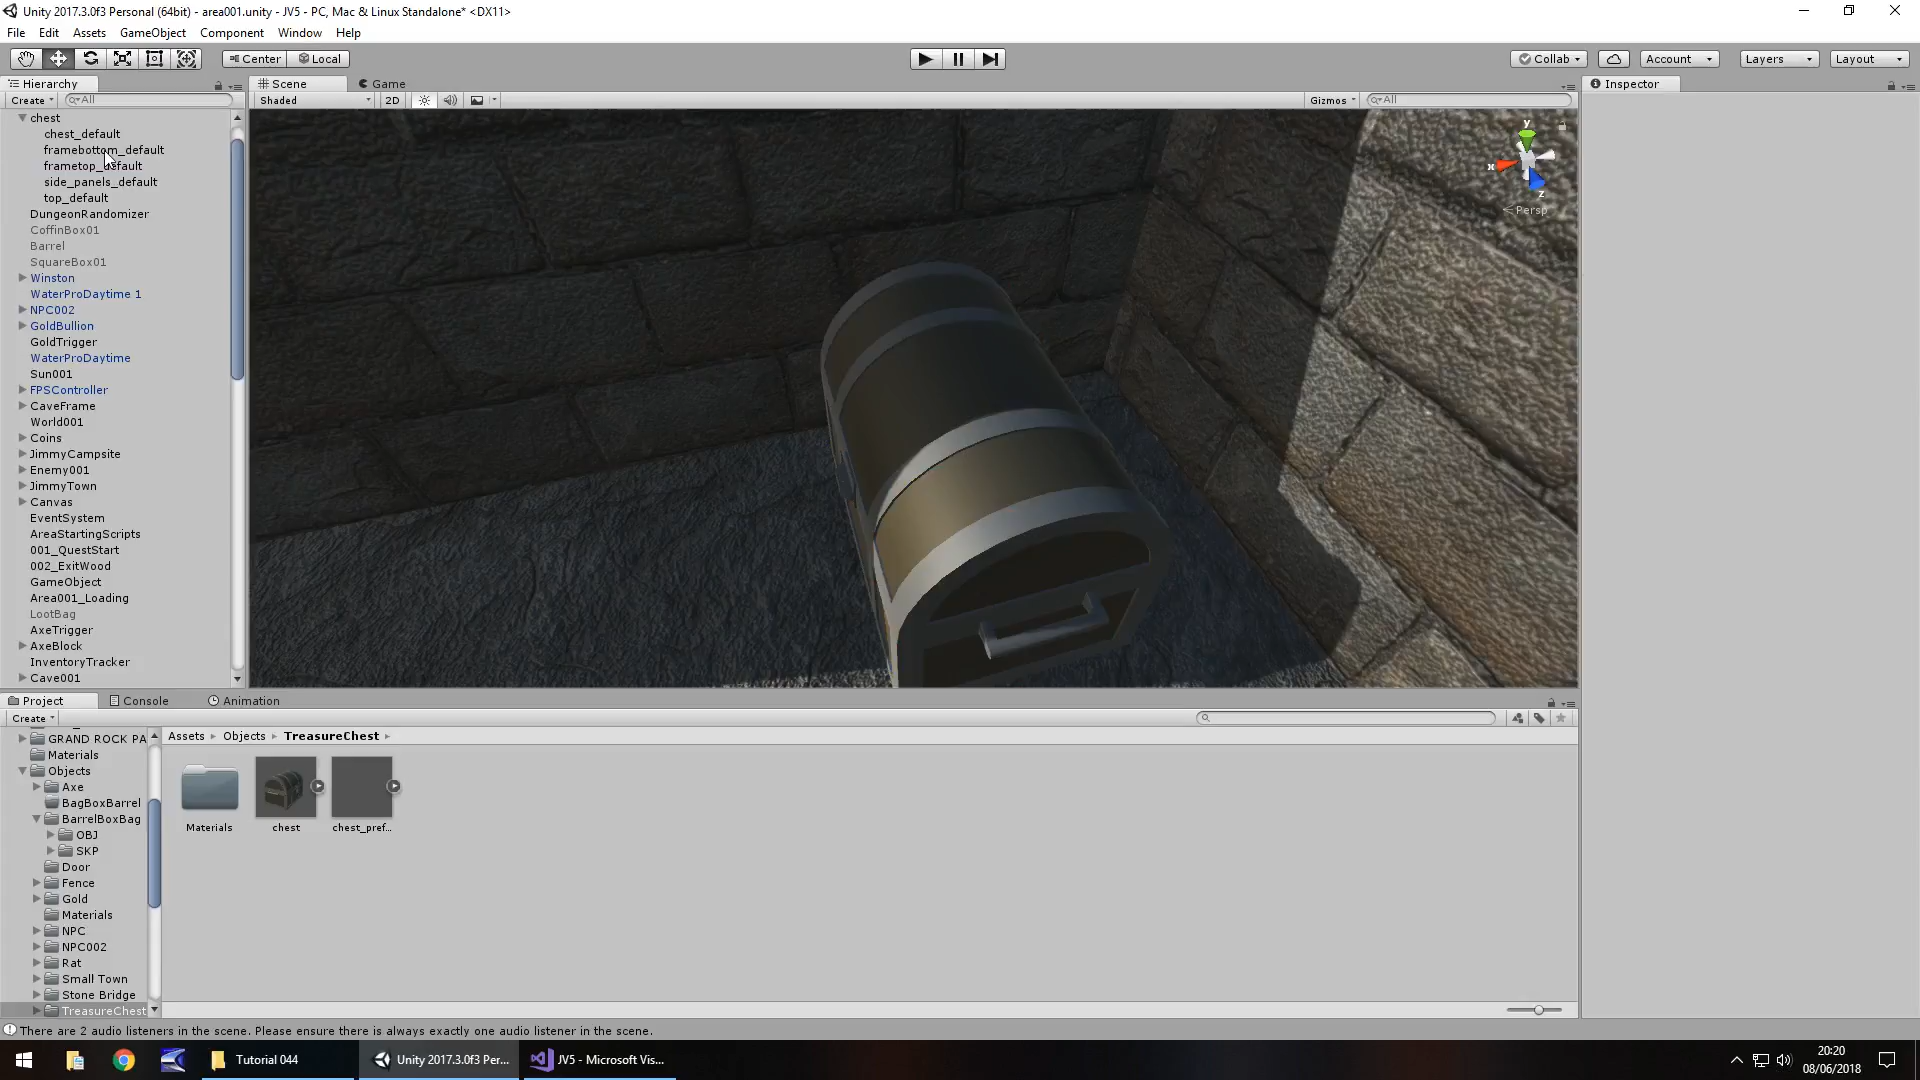 Unity 2017.3.0f3 Personal (64bit) - area001.unity - JV5 - PC, Mac & Linux Standalone* <DX11>
File Edit Assets GameObject Component Window Help
Center Local Collab Account Layers Layout
Hierarchy Scene Game Inspector
Create All Shaded 2D Gizmos All
chest
chest_default
framebottom_default
frametop_default
side_panels_default
top_default
DungeonRandomizer
CoffinBox01
Barrel
SquareBox01
Winston
WaterProDaytime 1
NPC002
GoldBullion
GoldTrigger
WaterProDaytime
Sun001
FPSController
CaveFrame
World001
Coins
JimmyCampsite
Enemy001
JimmyTown
Canvas
EventSystem
AreaStartingScripts
001_QuestStart
002_ExitWood
GameObject
Area001_Loading
LootBag
AxeTrigger
AxeBlock
InventoryTracker
Cave001
y
x
z
Persp
Project Console Animation
Create
GRAND ROCK PA
Materials
Objects
Axe
BagBoxBarrel
BarrelBoxBag
OBJ
SKP
Door
Fence
Gold
Materials
NPC
NPC002
Rat
Small Town
Stone Bridge
TreasureChest
Assets Objects TreasureChest
Materials chest chest_pref...
There are 2 audio listeners in the scene. Please ensure there is always exactly one audio listener in the scene.
Tutorial 044 Unity 2017.3.0f3 Per... JV5 - Microsoft Vis...
20:20
08/06/2018